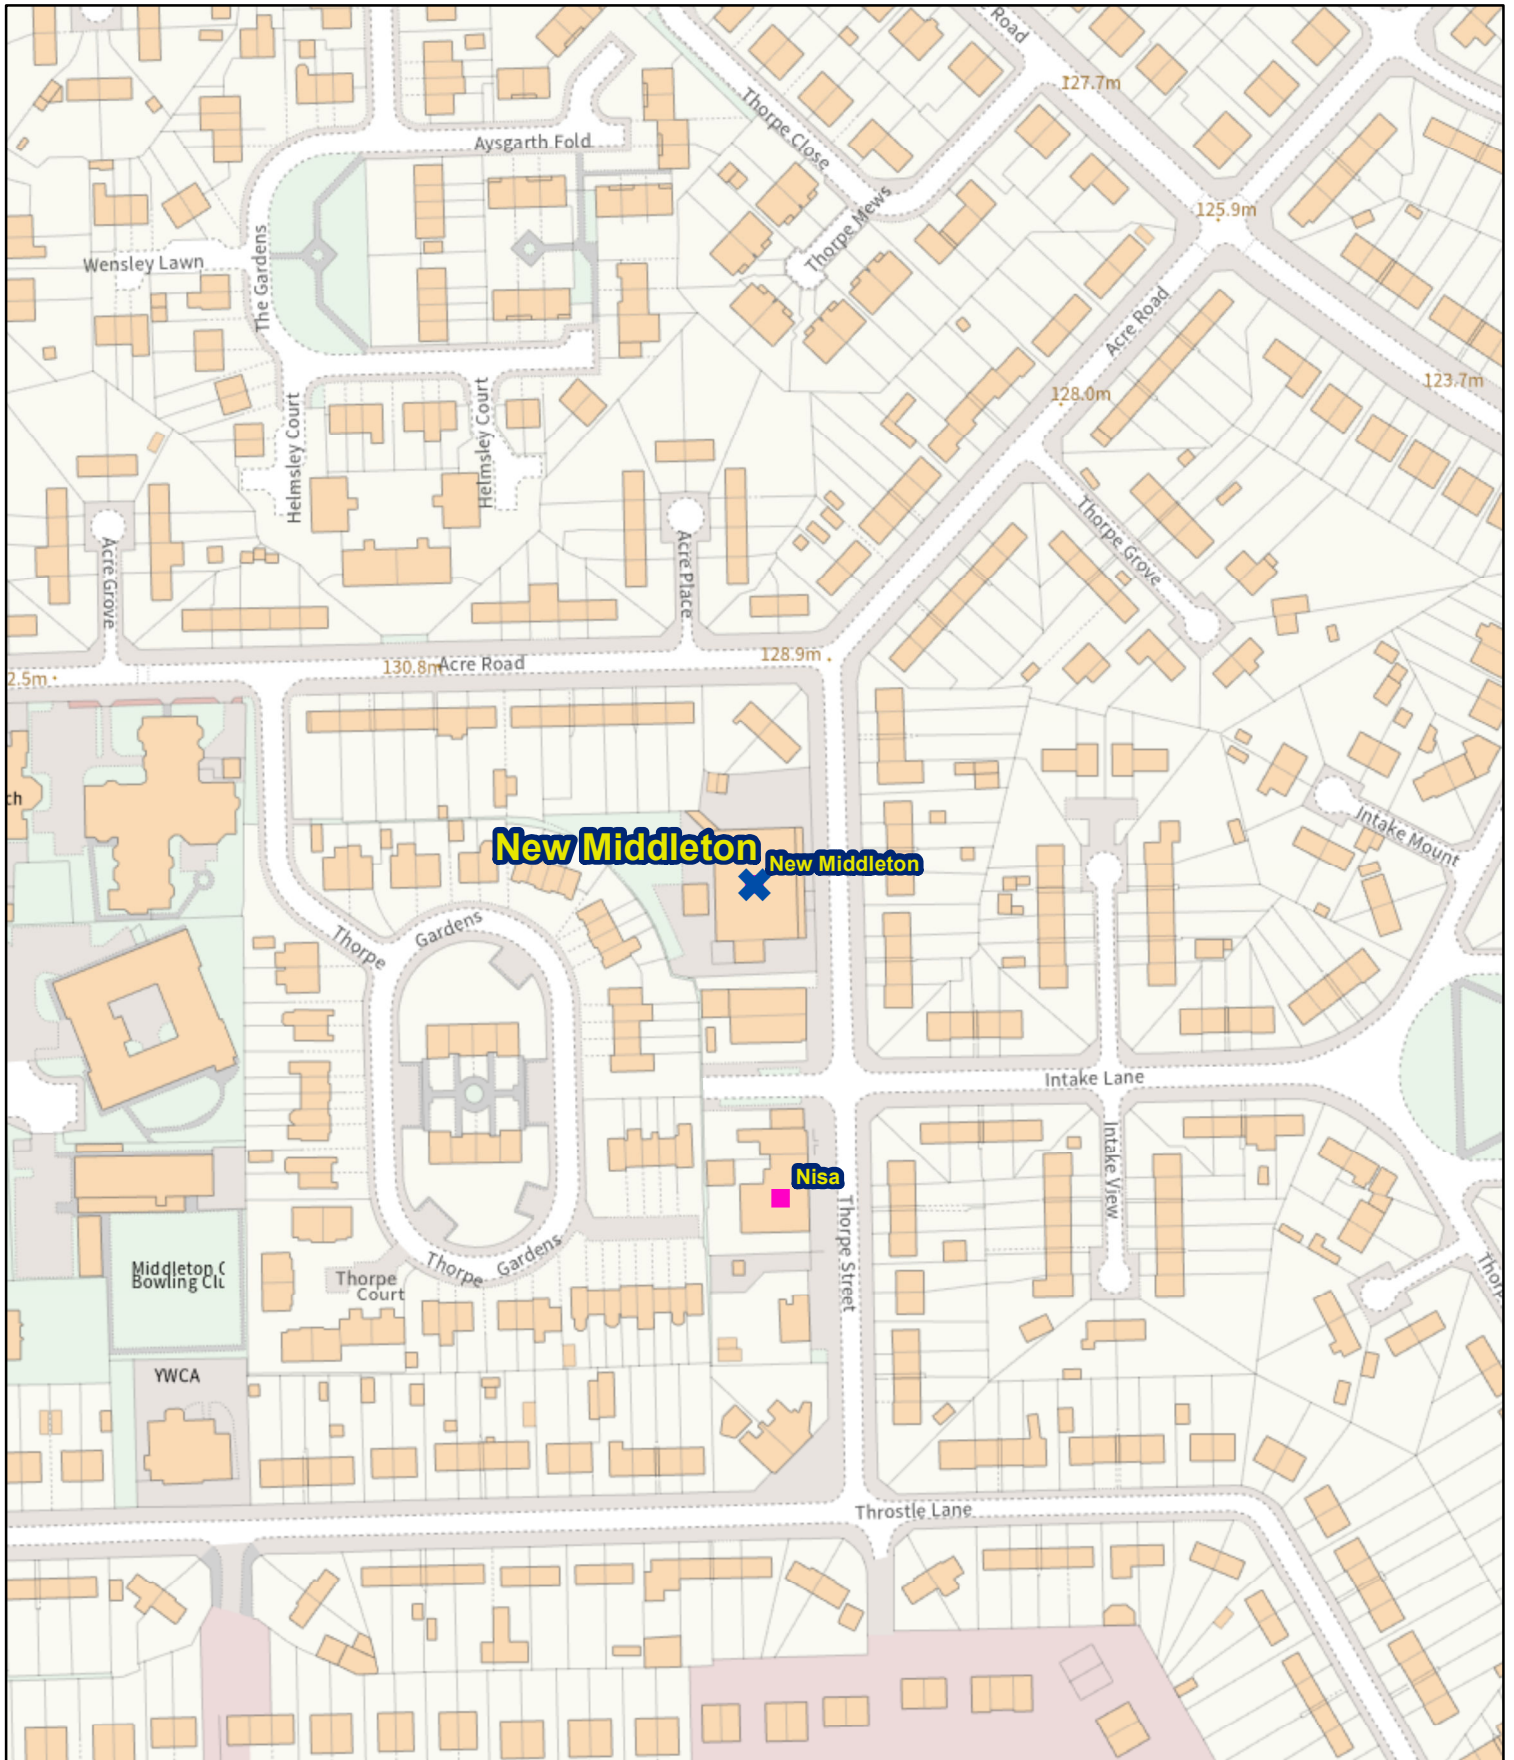 Road
127.7m
Thorpe Close
Aysgarth Fold
Thorpe Mews
125.9m
Wensley Lawn
The Gardens
Acre Road
123.7m
128.0m
Helmsley Court
Helmsley Court
Thorpe Grove
Acre Grove
Acre Place
128.9m
130.8m
Acre Road
2.5m
ch
Intake Mount
New Middleton
New Middleton
Thorpe
Gardens
Intake Lane
Intake View
Nisa
Thorpe Street
Thorpe
Gardens
Middleton C
Bowling Clu
Thorpe
Court
Thorp
YWCA
Throstle Lane